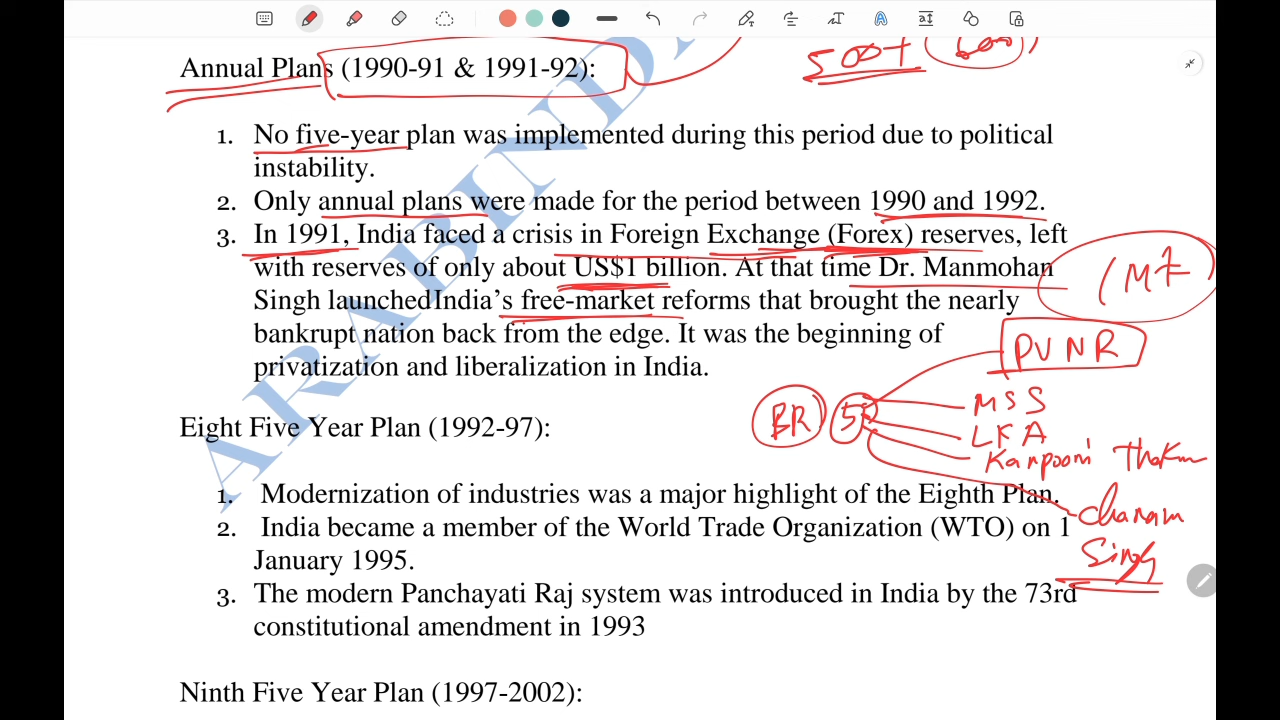 500+ (600)
Annual Plans (1990-91 & 1991-92):
1. No five-year plan was implemented during this period due to political
instability.
2. Only annual plans were made for the period between 1990 and 1992.
3. In 1991, India faced a crisis in Foreign Exchange (Forex) reserves, left
with reserves of only about US$1 billion. At that time Dr. Manmohan
Singh launchedIndia’s free-market reforms that brought the nearly
bankrupt nation back from the edge. It was the beginning of
privatization and liberalization in India.
IMF
PVNR
BR 5
MSS
LKA
Karpoori Thakur
Charan
Singh
Eight Five Year Plan (1992-97):
1. Modernization of industries was a major highlight of the Eighth Plan.
2. India became a member of the World Trade Organization (WTO) on 1
January 1995.
3. The modern Panchayati Raj system was introduced in India by the 73rd
constitutional amendment in 1993
Ninth Five Year Plan (1997-2002):
ARABIND